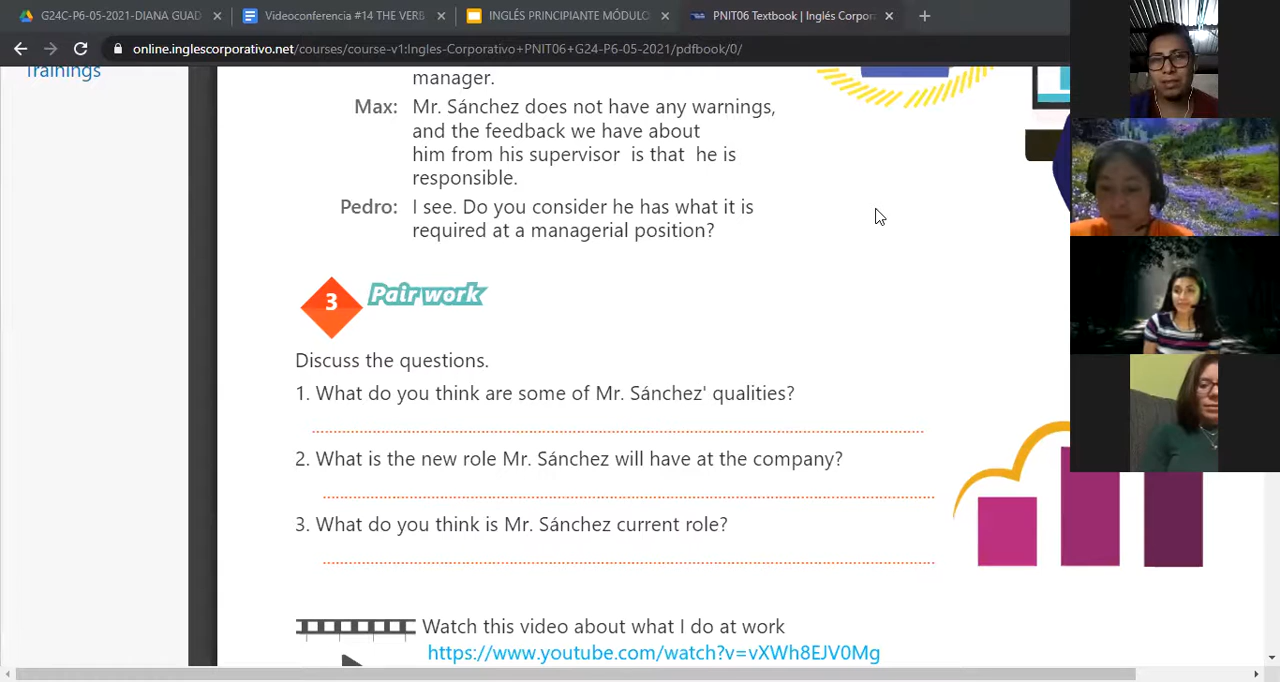 G24C-P6-05-2021-DIANA GUAD
Videoconferencia #14 THE VERB
INGLÉS PRINCIPIANTE MÓDULO
PNIT06 Textbook | Inglés Corpor
online.inglescorporativo.net/courses/course-v1:Ingles-Corporativo+PNIT06+G24-P6-05-2021/pdfbook/0/
Trainings
manager.
Max: Mr. Sánchez does not have any warnings,
and the feedback we have about
him from his supervisor is that he is
responsible.
Pedro: I see. Do you consider he has what it is
required at a managerial position?
3 Pair work
Discuss the questions.
1. What do you think are some of Mr. Sánchez' qualities?
2. What is the new role Mr. Sánchez will have at the company?
3. What do you think is Mr. Sánchez current role?
Watch this video about what I do at work
https://www.youtube.com/watch?v=vXWh8EJV0Mg